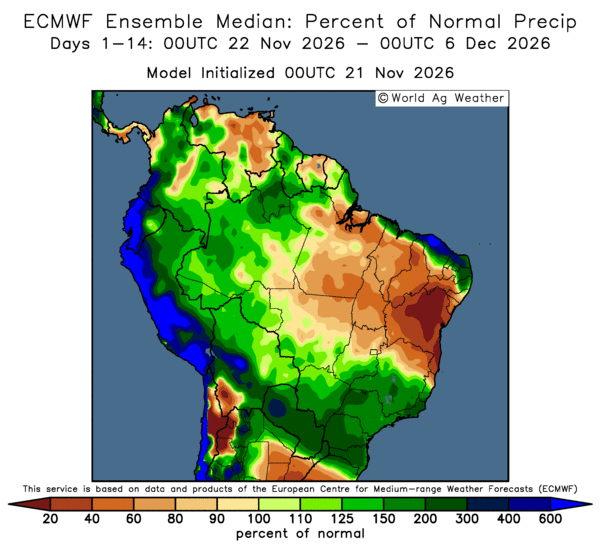 ECMWF Ensemble Median: Percent of Normal Precip
Days 1−14: 00UTC 22 Nov 2026 − 00UTC 6 Dec 2026
Model Initialized 00UTC 21 Nov 2026
©World Ag Weather
This service is based on data and products of the European Centre for Medium-range Weather Forecasts (ECMWF)
20 40 60 80 90 100 110 125 150 200 300 400 600
percent of normal